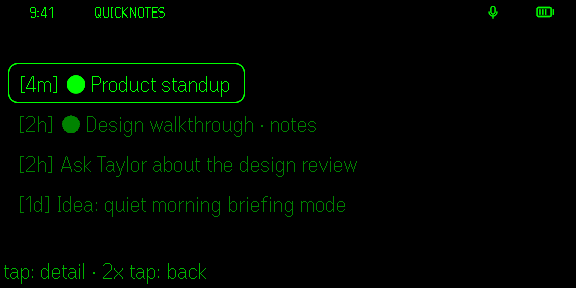 9:41 QUICKNOTES
[4m] ● Product standup
[2h] ● Design walkthrough · notes
[2h] Ask Taylor about the design review
[1d] Idea: quiet morning briefing mode
tap: detail · 2x tap: back